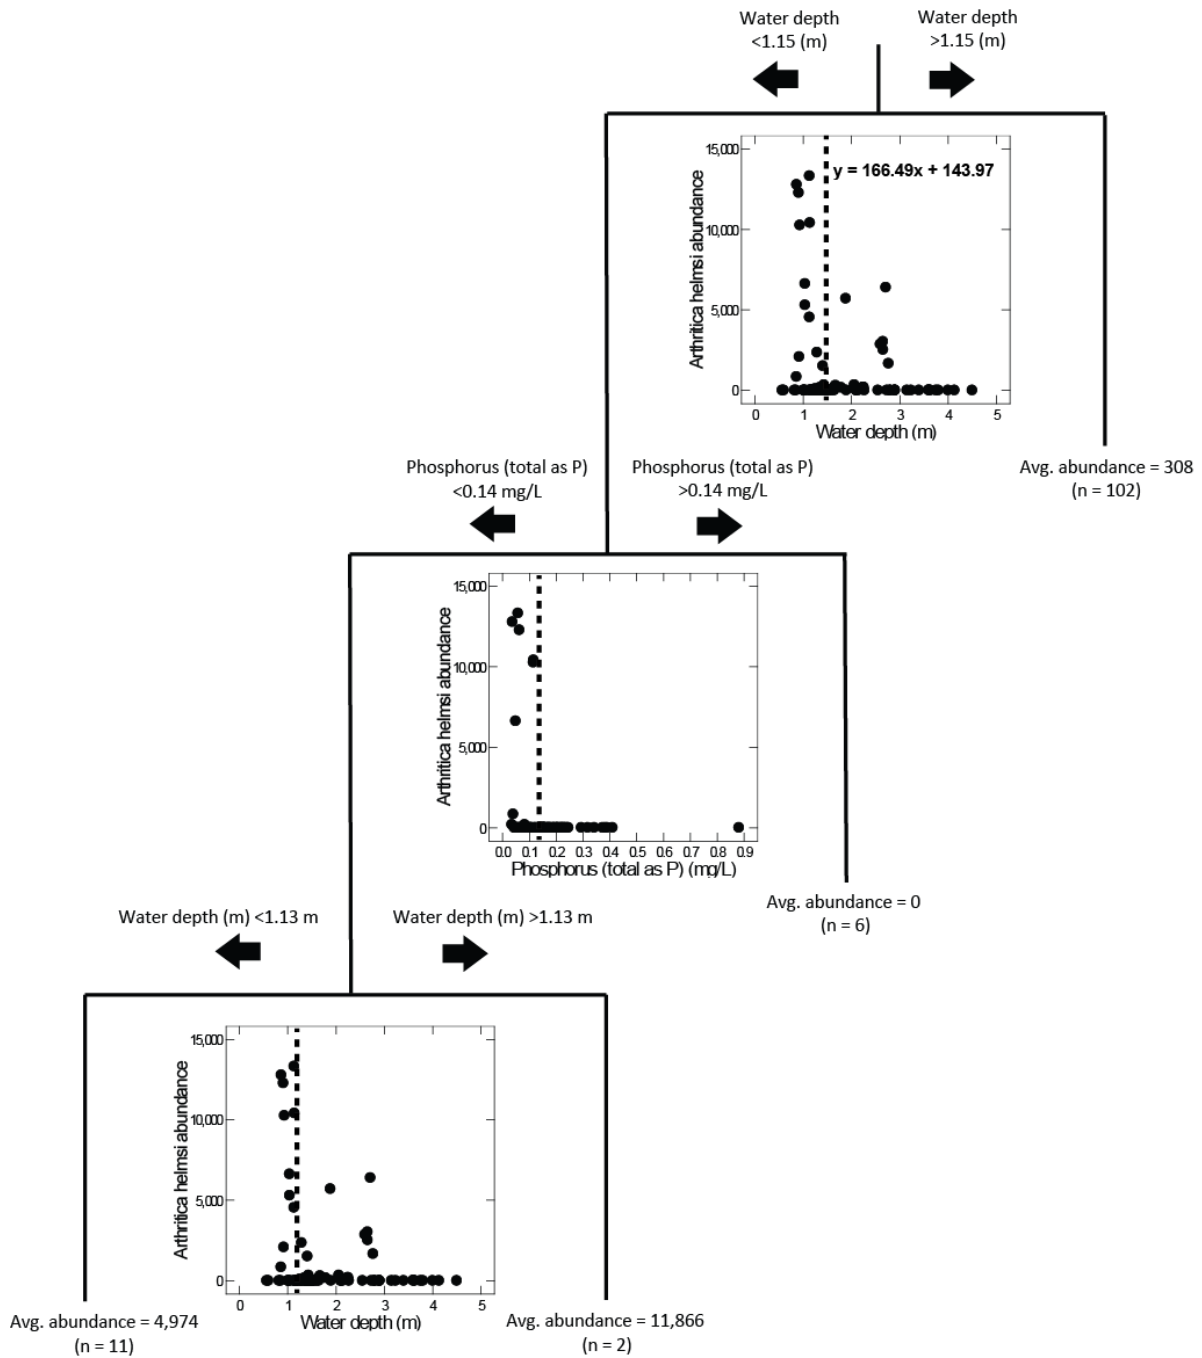 Water depth
<1.15 (m)
Water depth
>1.15 (m)
y = 166.49x + 143.97
15,000
10,000
5,000
0
Arthritica helmsi abundance
0 1 2 3 4 5
Water depth (m)
Avg. abundance = 308
(n = 102)
Phosphorus (total as P)
<0.14 mg/L
Phosphorus (total as P)
>0.14 mg/L
15,000
10,000
5,000
0
Arthritica helmsi abundance
0.0 0.1 0.2 0.3 0.4 0.5 0.6 0.7 0.8 0.9
Phosphorus (total as P) (mg/L)
Avg. abundance = 0
(n = 6)
Water depth (m) <1.13 m
Water depth (m) >1.13 m
15,000
10,000
5,000
0
Arthritica helmsi abundance
0 1 2 3 4 5
Water depth (m)
Avg. abundance = 4,974
(n = 11)
Avg. abundance = 11,866
(n = 2)